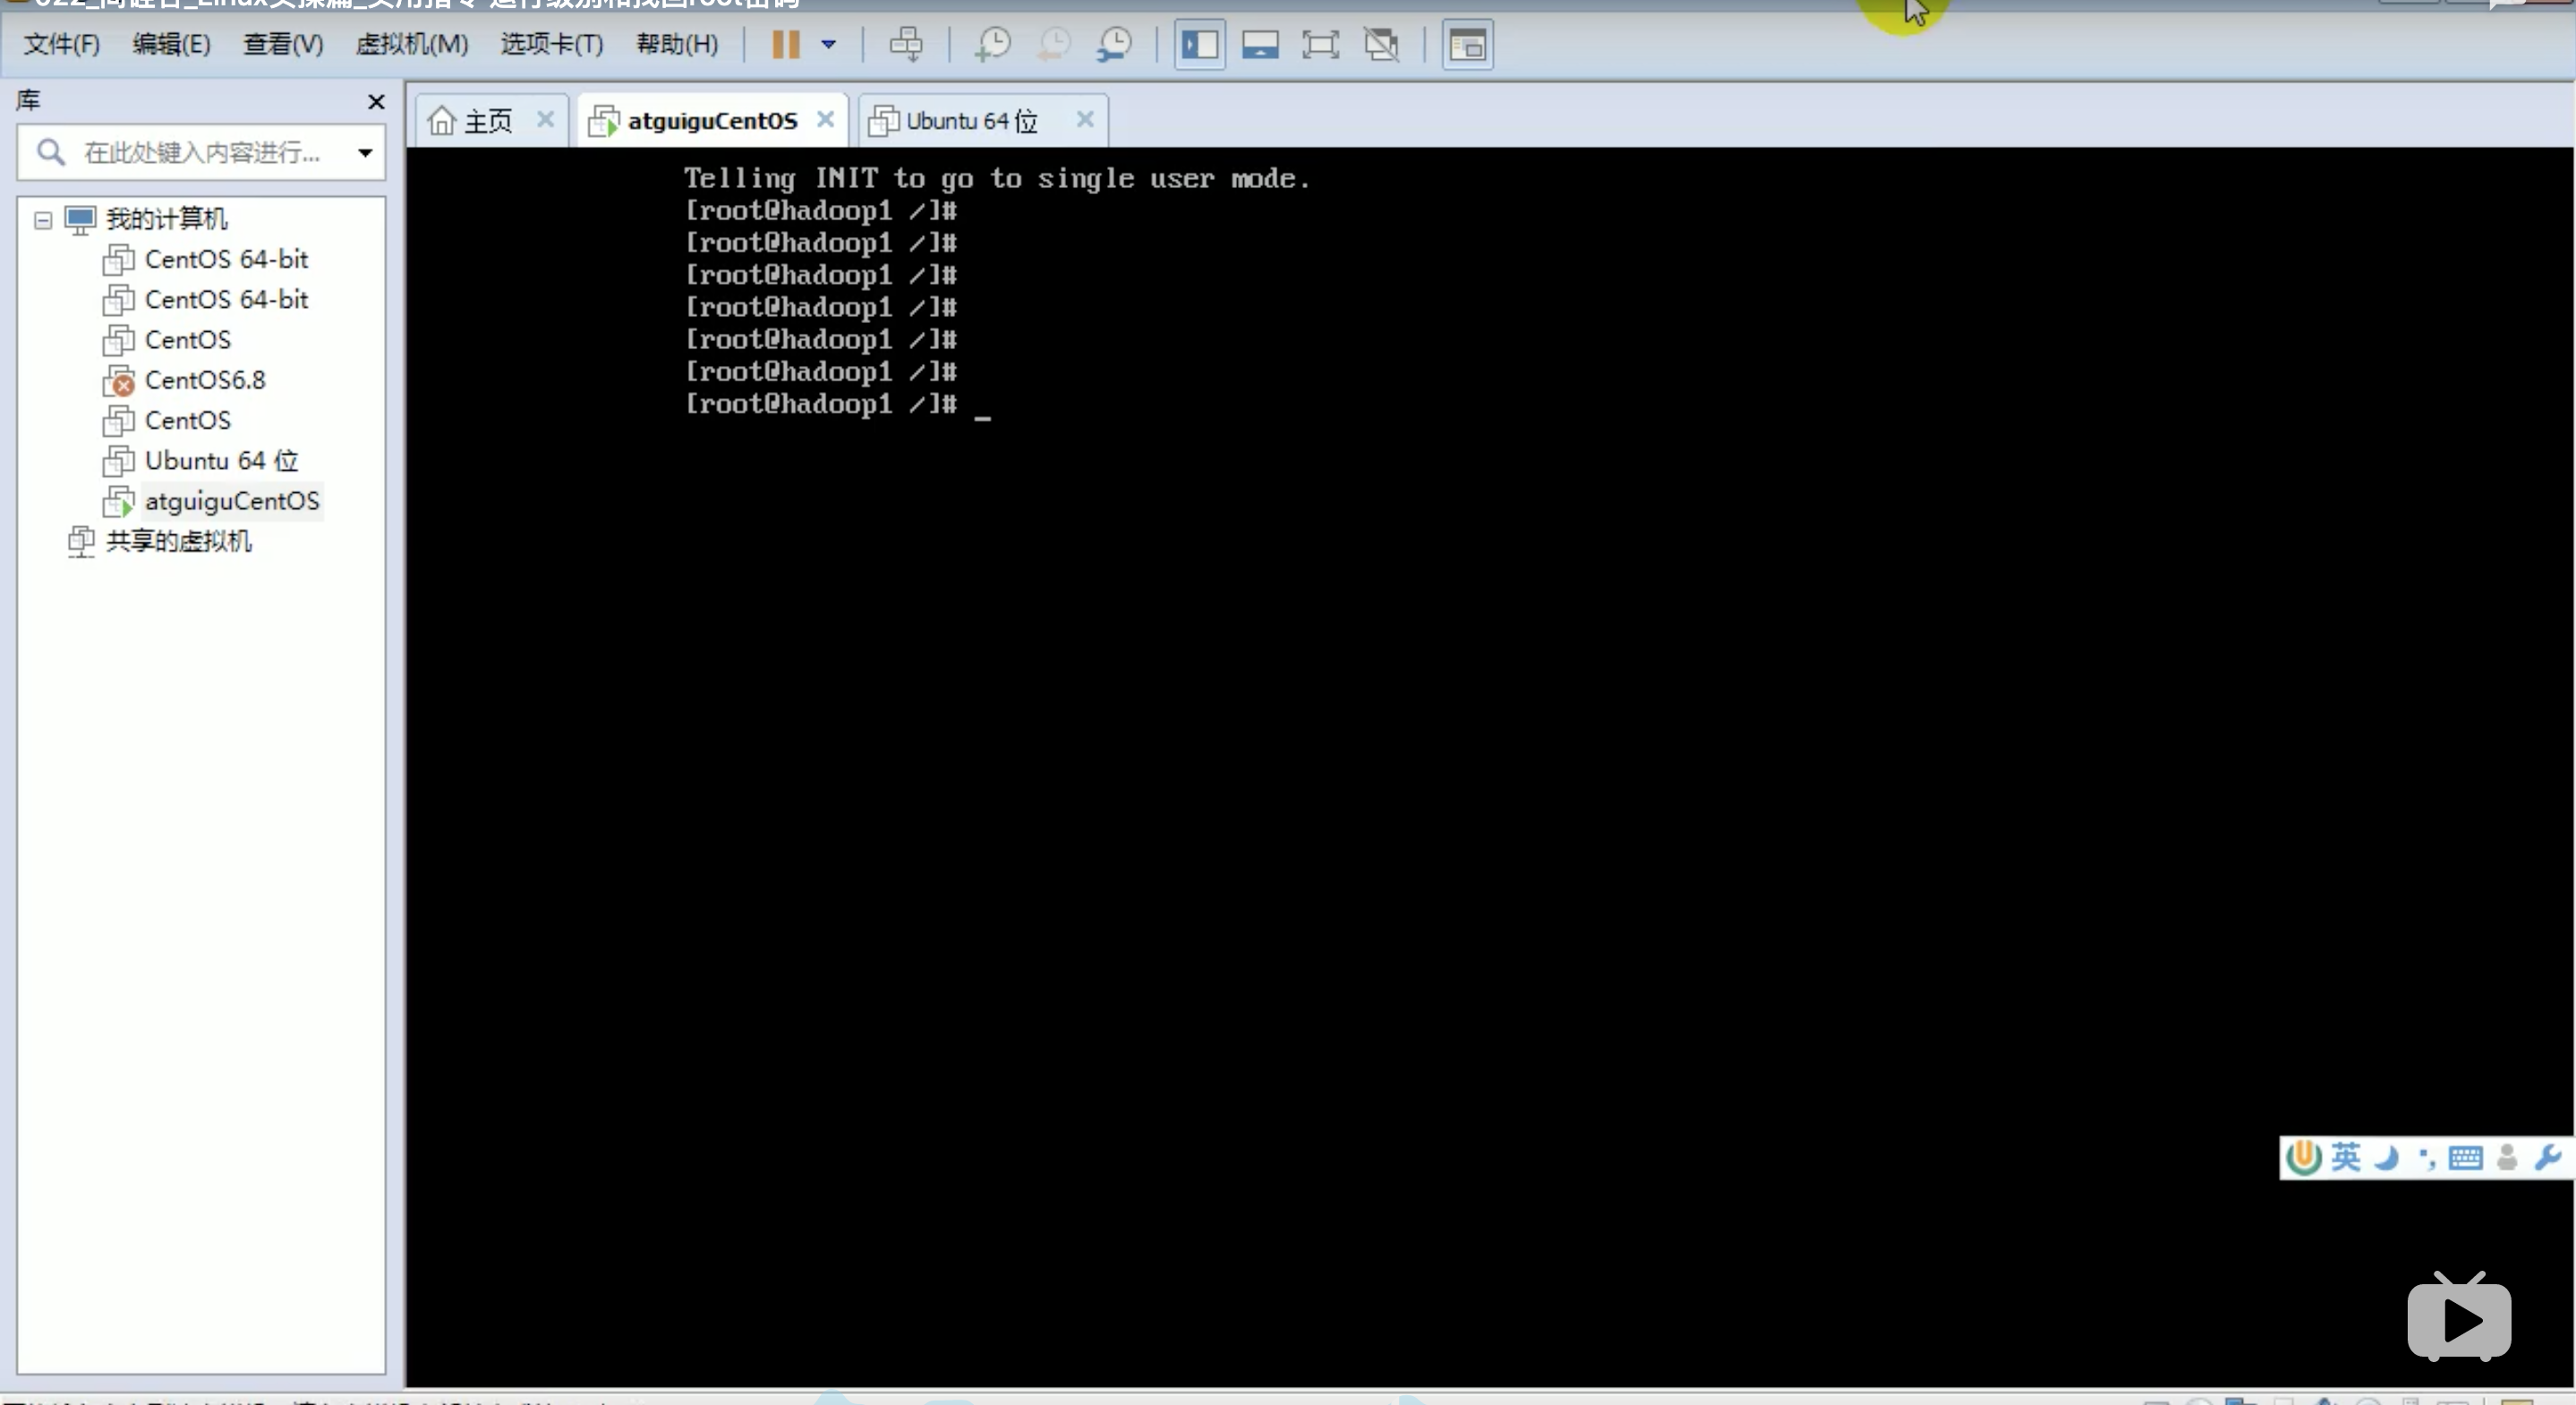 文件(F) 编辑(E) 查看(V) 虚拟机(M) 选项卡(T) 帮助(H)
库
在此处键入内容进行...
我的计算机
CentOS 64-bit
CentOS 64-bit
CentOS
CentOS6.8
CentOS
Ubuntu 64 位
atguiguCentOS
共享的虚拟机
主页 atguiguCentOS Ubuntu 64 位
Telling INIT to go to single user mode.
[root@hadoop1 /]#
[root@hadoop1 /]#
[root@hadoop1 /]#
[root@hadoop1 /]#
[root@hadoop1 /]#
[root@hadoop1 /]#
[root@hadoop1 /]# _
英